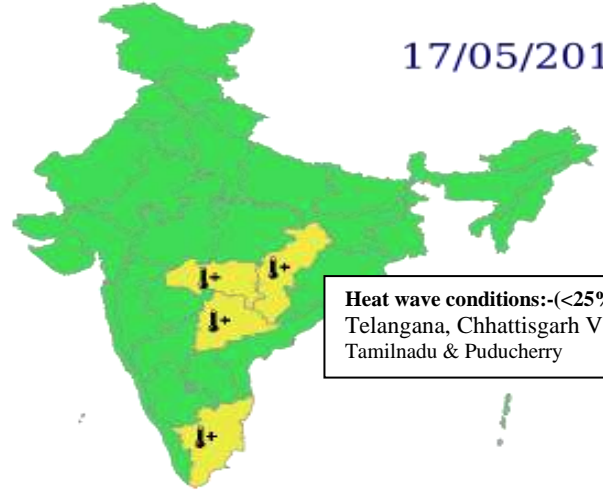 17/05/201
Heat wave conditions:-(<25%
Telangana, Chhattisgarh V
Tamilnadu & Puducherry